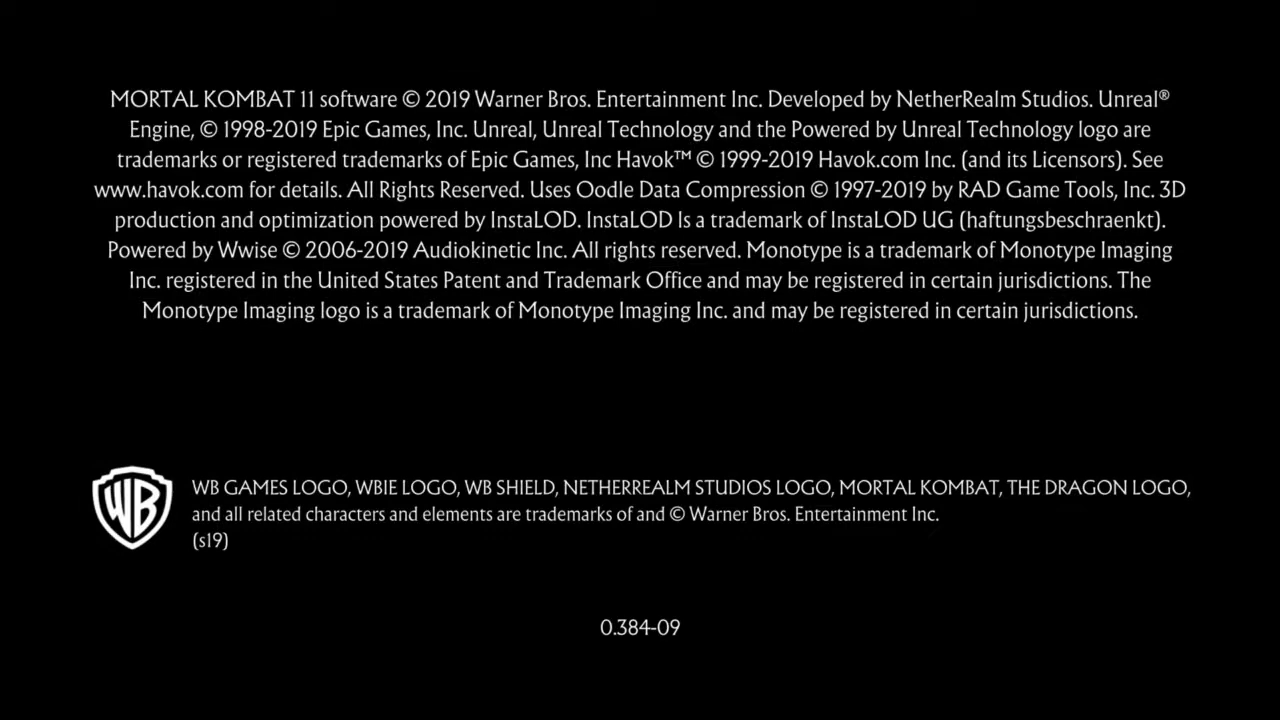 MORTAL KOMBAT 11 software © 2019 Warner Bros. Entertainment Inc. Developed by NetherRealm Studios. Unreal®
Engine, © 1998-2019 Epic Games, Inc. Unreal, Unreal Technology and the Powered by Unreal Technology logo are
trademarks or registered trademarks of Epic Games, Inc Havok™ © 1999-2019 Havok.com Inc. (and its Licensors). See
www.havok.com for details. All Rights Reserved. Uses Oodle Data Compression © 1997-2019 by RAD Game Tools, Inc. 3D
production and optimization powered by InstaLOD. InstaLOD Is a trademark of InstaLOD UG (haftungsbeschraenkt).
Powered by Wwise © 2006-2019 Audiokinetic Inc. All rights reserved. Monotype is a trademark of Monotype Imaging
Inc. registered in the United States Patent and Trademark Office and may be registered in certain jurisdictions. The
Monotype Imaging logo is a trademark of Monotype Imaging Inc. and may be registered in certain jurisdictions.
WB
WB GAMES LOGO, WBIE LOGO, WB SHIELD, NETHERREALM STUDIOS LOGO, MORTAL KOMBAT, THE DRAGON LOGO,
and all related characters and elements are trademarks of and © Warner Bros. Entertainment Inc.
(s19)
0.384-09